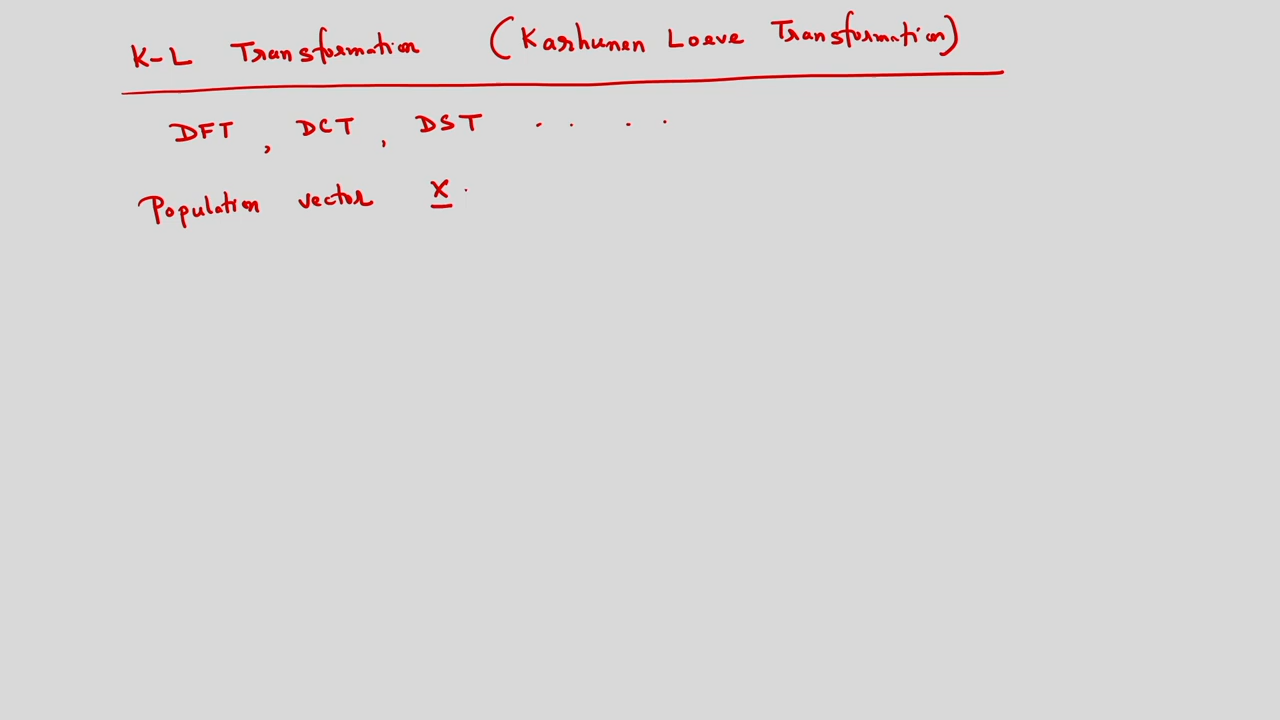 K-L Transformation (Karhunen Loeve Transformation)
DFT, DCT, DST . . . .
Population vector X